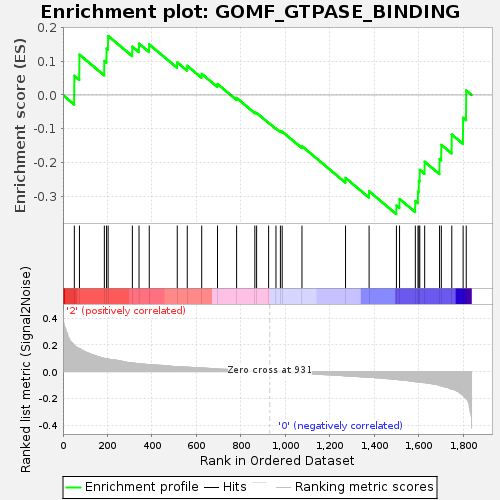 Enrichment plot: GOMF_GTPASE_BINDING
Enrichment score (ES)
0.2
0.1
0.0
-0.1
-0.2
-0.3
'2' (positively correlated)
Ranked list metric (Signal2Noise)
0.4
0.2
0.0
-0.2
-0.4
Zero cross at 931
'0' (negatively correlated)
0 200 400 600 800 1,000 1,200 1,400 1,600 1,800
Rank in Ordered Dataset
Enrichment profile Hits Ranking metric scores